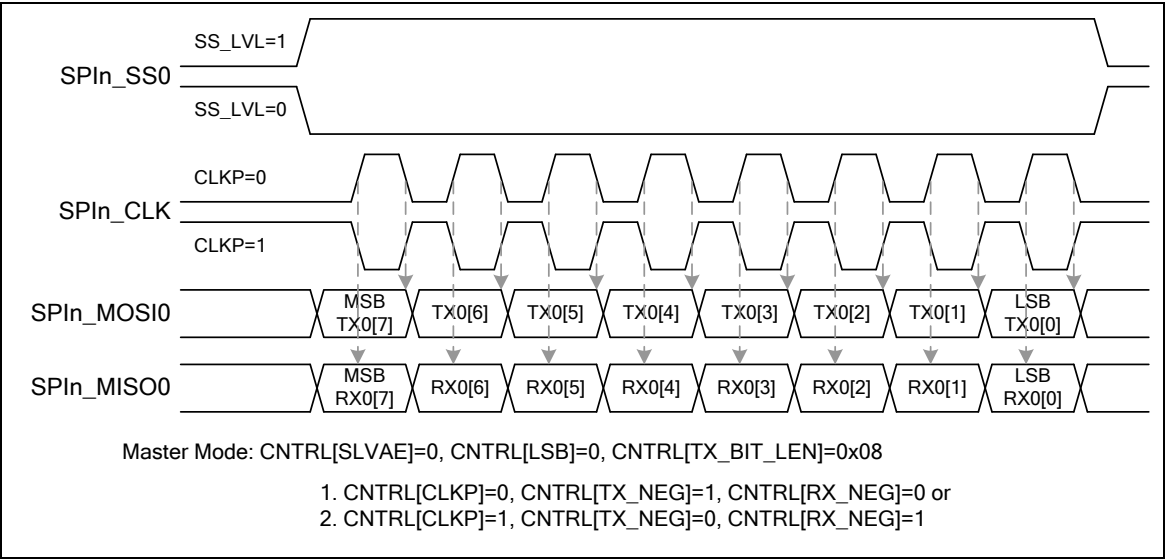 SS_LVL=1
SPIn_SS0
SS_LVL=0
CLKP=0
SPIn_CLK
CLKP=1
SPIn_MOSI0
MSB
TX0[7]
TX0[6]
TX0[5]
TX0[4]
TX0[3]
TX0[2]
TX0[1]
LSB
TX0[0]
SPIn_MISO0
MSB
RX0[7]
RX0[6]
RX0[5]
RX0[4]
RX0[3]
RX0[2]
RX0[1]
LSB
RX0[0]
Master Mode: CNTRL[SLVAE]=0, CNTRL[LSB]=0, CNTRL[TX_BIT_LEN]=0x08
1. CNTRL[CLKP]=0, CNTRL[TX_NEG]=1, CNTRL[RX_NEG]=0 or
2. CNTRL[CLKP]=1, CNTRL[TX_NEG]=0, CNTRL[RX_NEG]=1